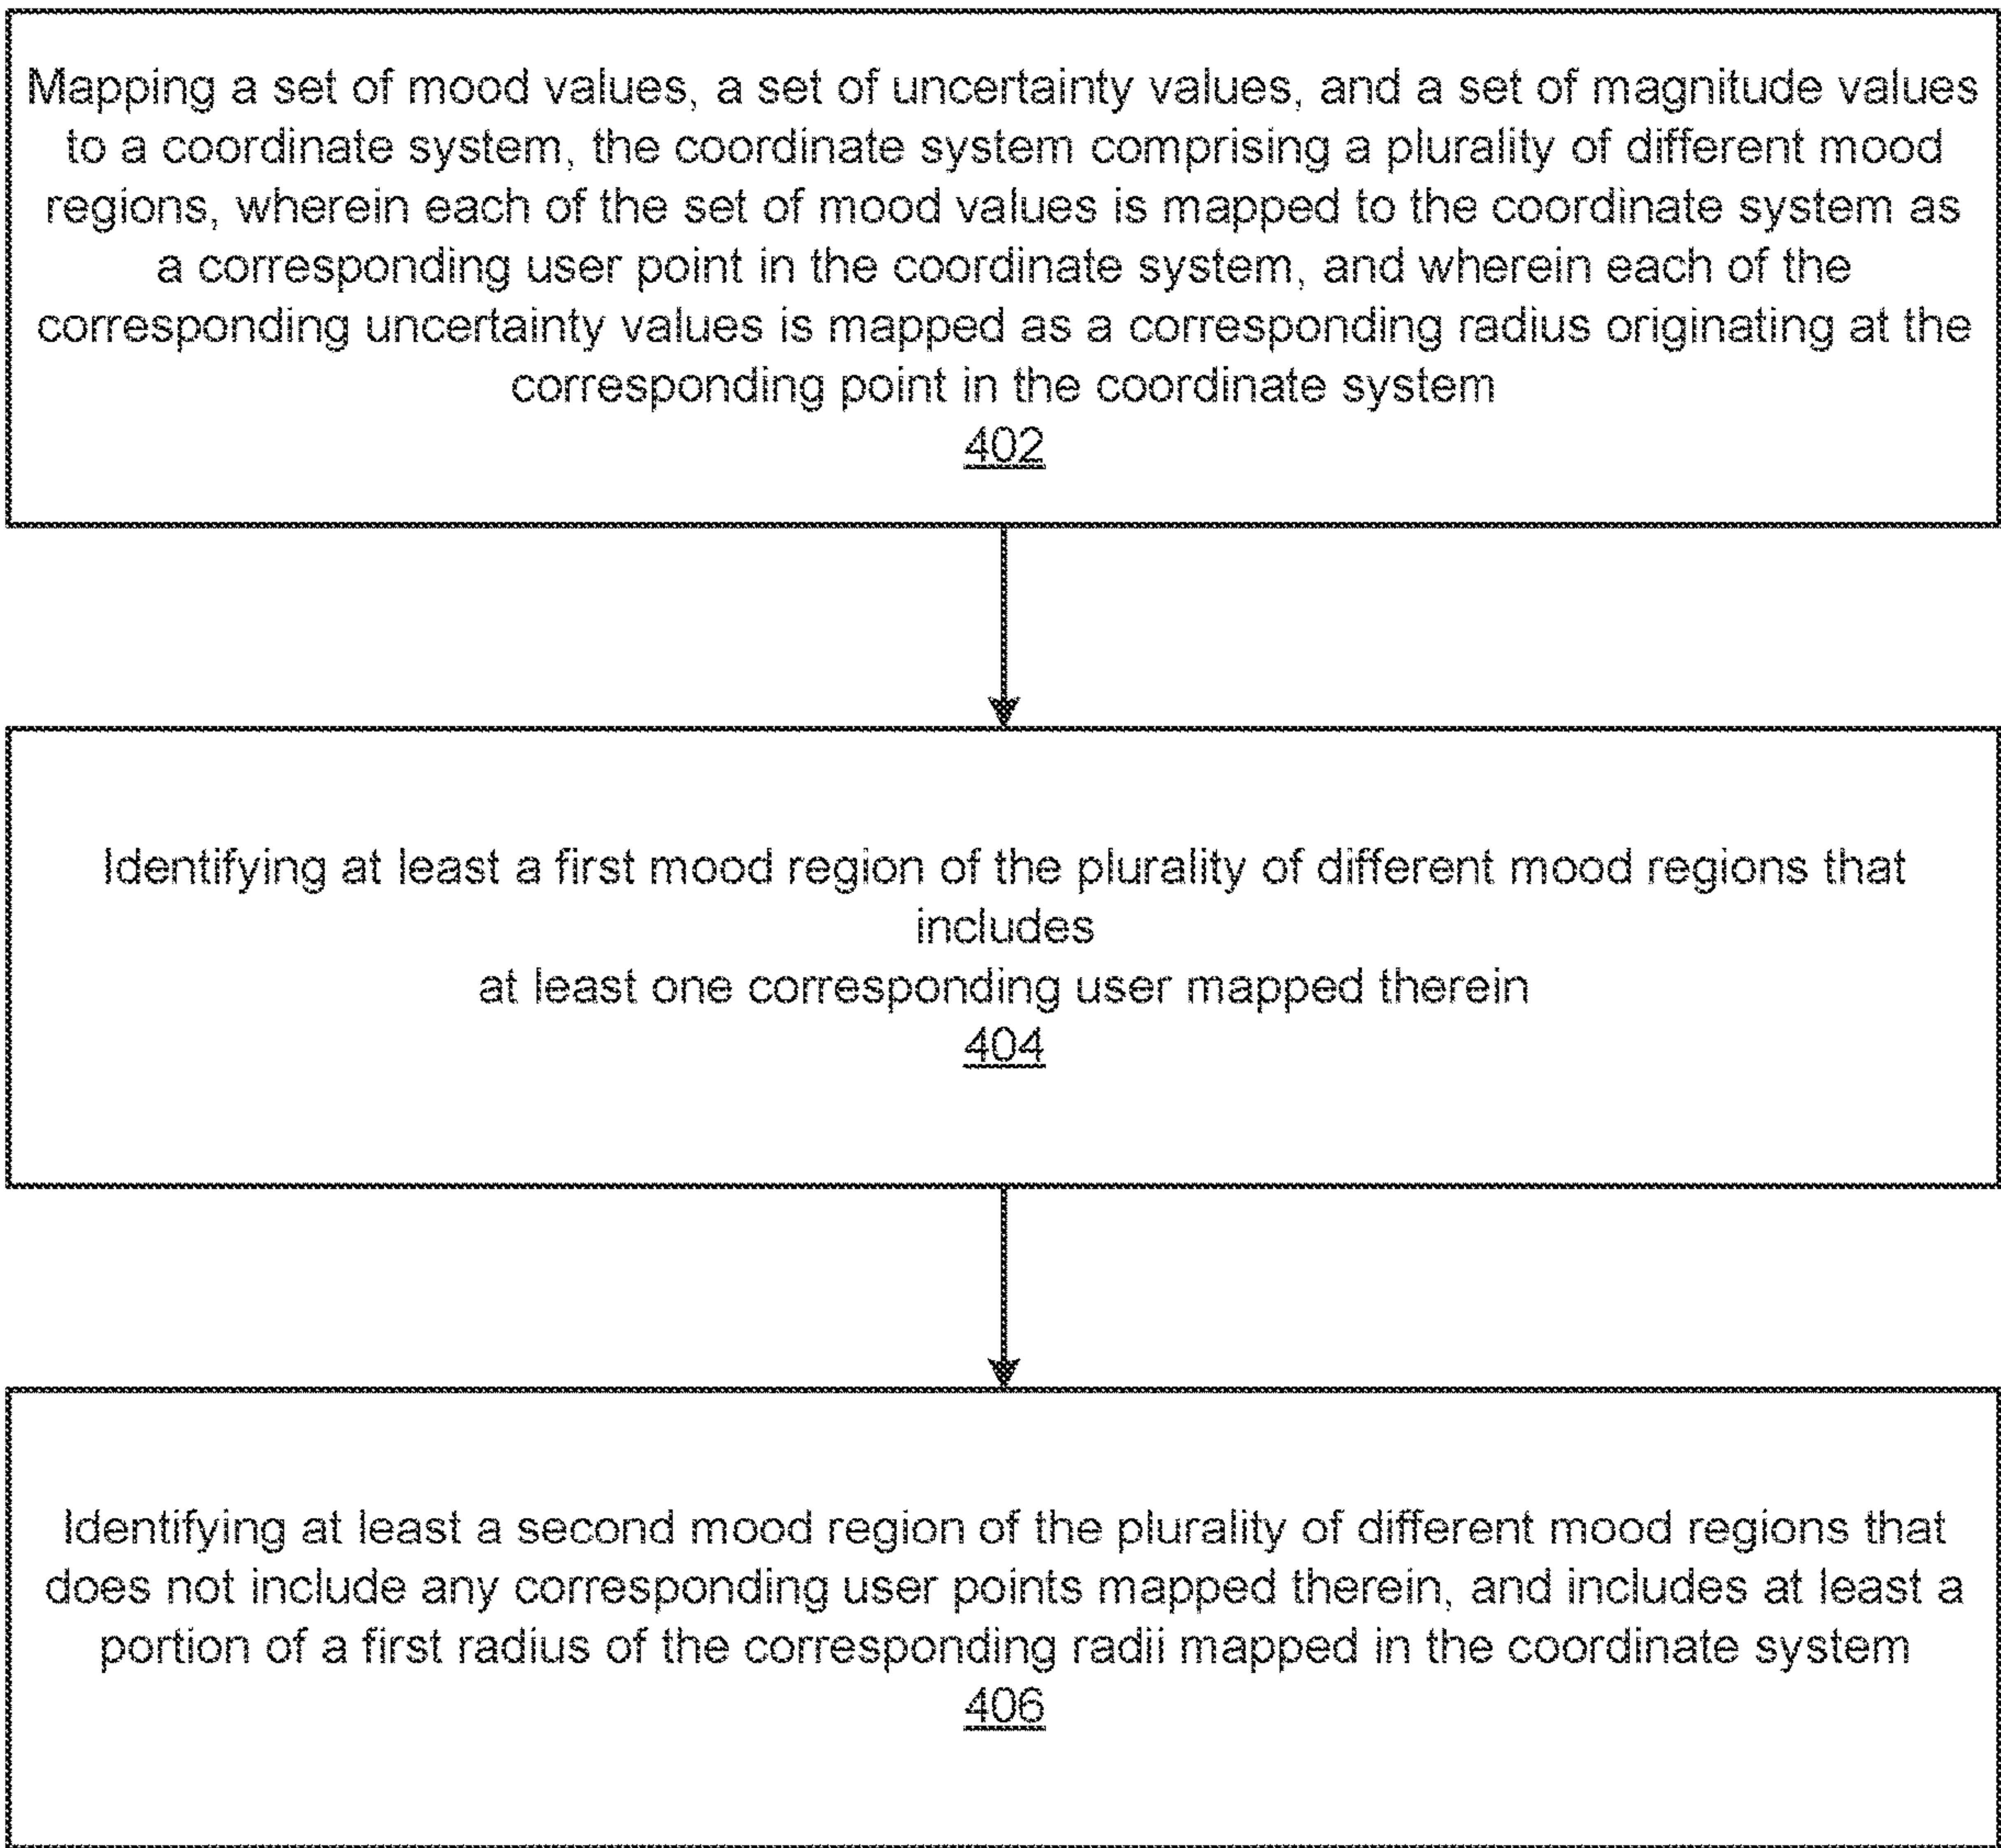 Mapping a set of mood values, a set of uncertainty values, and a set of magnitude values
to a coordinate system, the coordinate system comprising a plurality of different mood
regions, wherein each of the set of mood values is mapped to the coordinate system as
a corresponding user point in the coordinate system, and wherein each of the
corresponding uncertainty values is mapped as a corresponding radius originating at the
corresponding point in the coordinate system
402
Identifying at least a first mood region of the plurality of different mood regions that
includes
at least one corresponding user mapped therein
404
Identifying at least a second mood region of the plurality of different mood regions that
does not include any corresponding user points mapped therein, and includes at least a
portion of a first radius of the corresponding radii mapped in the coordinate system
406